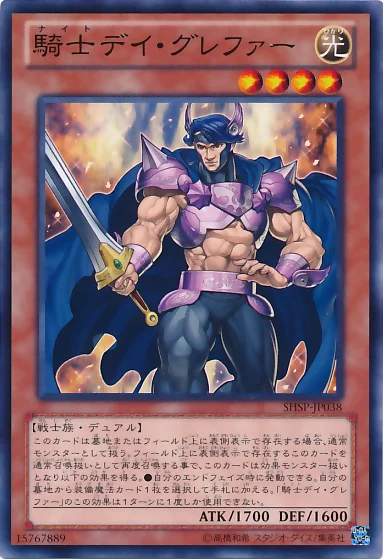 ナイト
騎士デイ・グレファー
ひかり
光
SHSP-JP038
【戦士族・デュアル】
このカードは墓地またはフィールド上に表側表示で存在する場合、通常
モンスターとして扱う。フィールド上に表側表示で存在するこのカードを
通常召喚扱いとして再度召喚する事で、このカードは効果モンスター扱い
となり以下の効果を得る。●自分のエンドフェイズ時に発動できる。自分
の墓地から装備魔法カード1枚を選択して手札に加える。「騎士デイ・グレ
ファー」のこの効果は1ターンに1度しか使用できない。
ATK/1700 DEF/1600
15767889
©高橋和希 スタジオ・ダイス/集英社